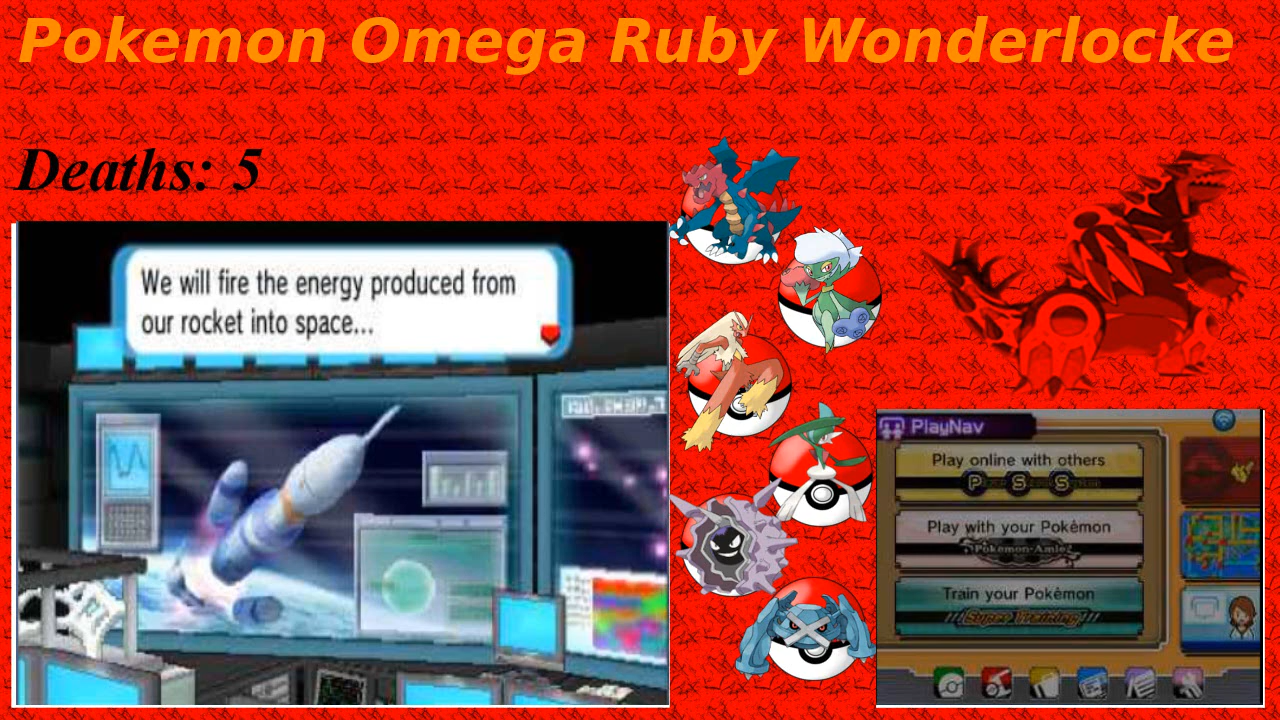 Pokemon Omega Ruby Wonderlocke
Deaths: 5
We will fire the energy produced from
our rocket into space...
PlayNav
Play online with others
P S S
Play with your Pokémon
Pokémon-Amie
Train your Pokémon
Super Training